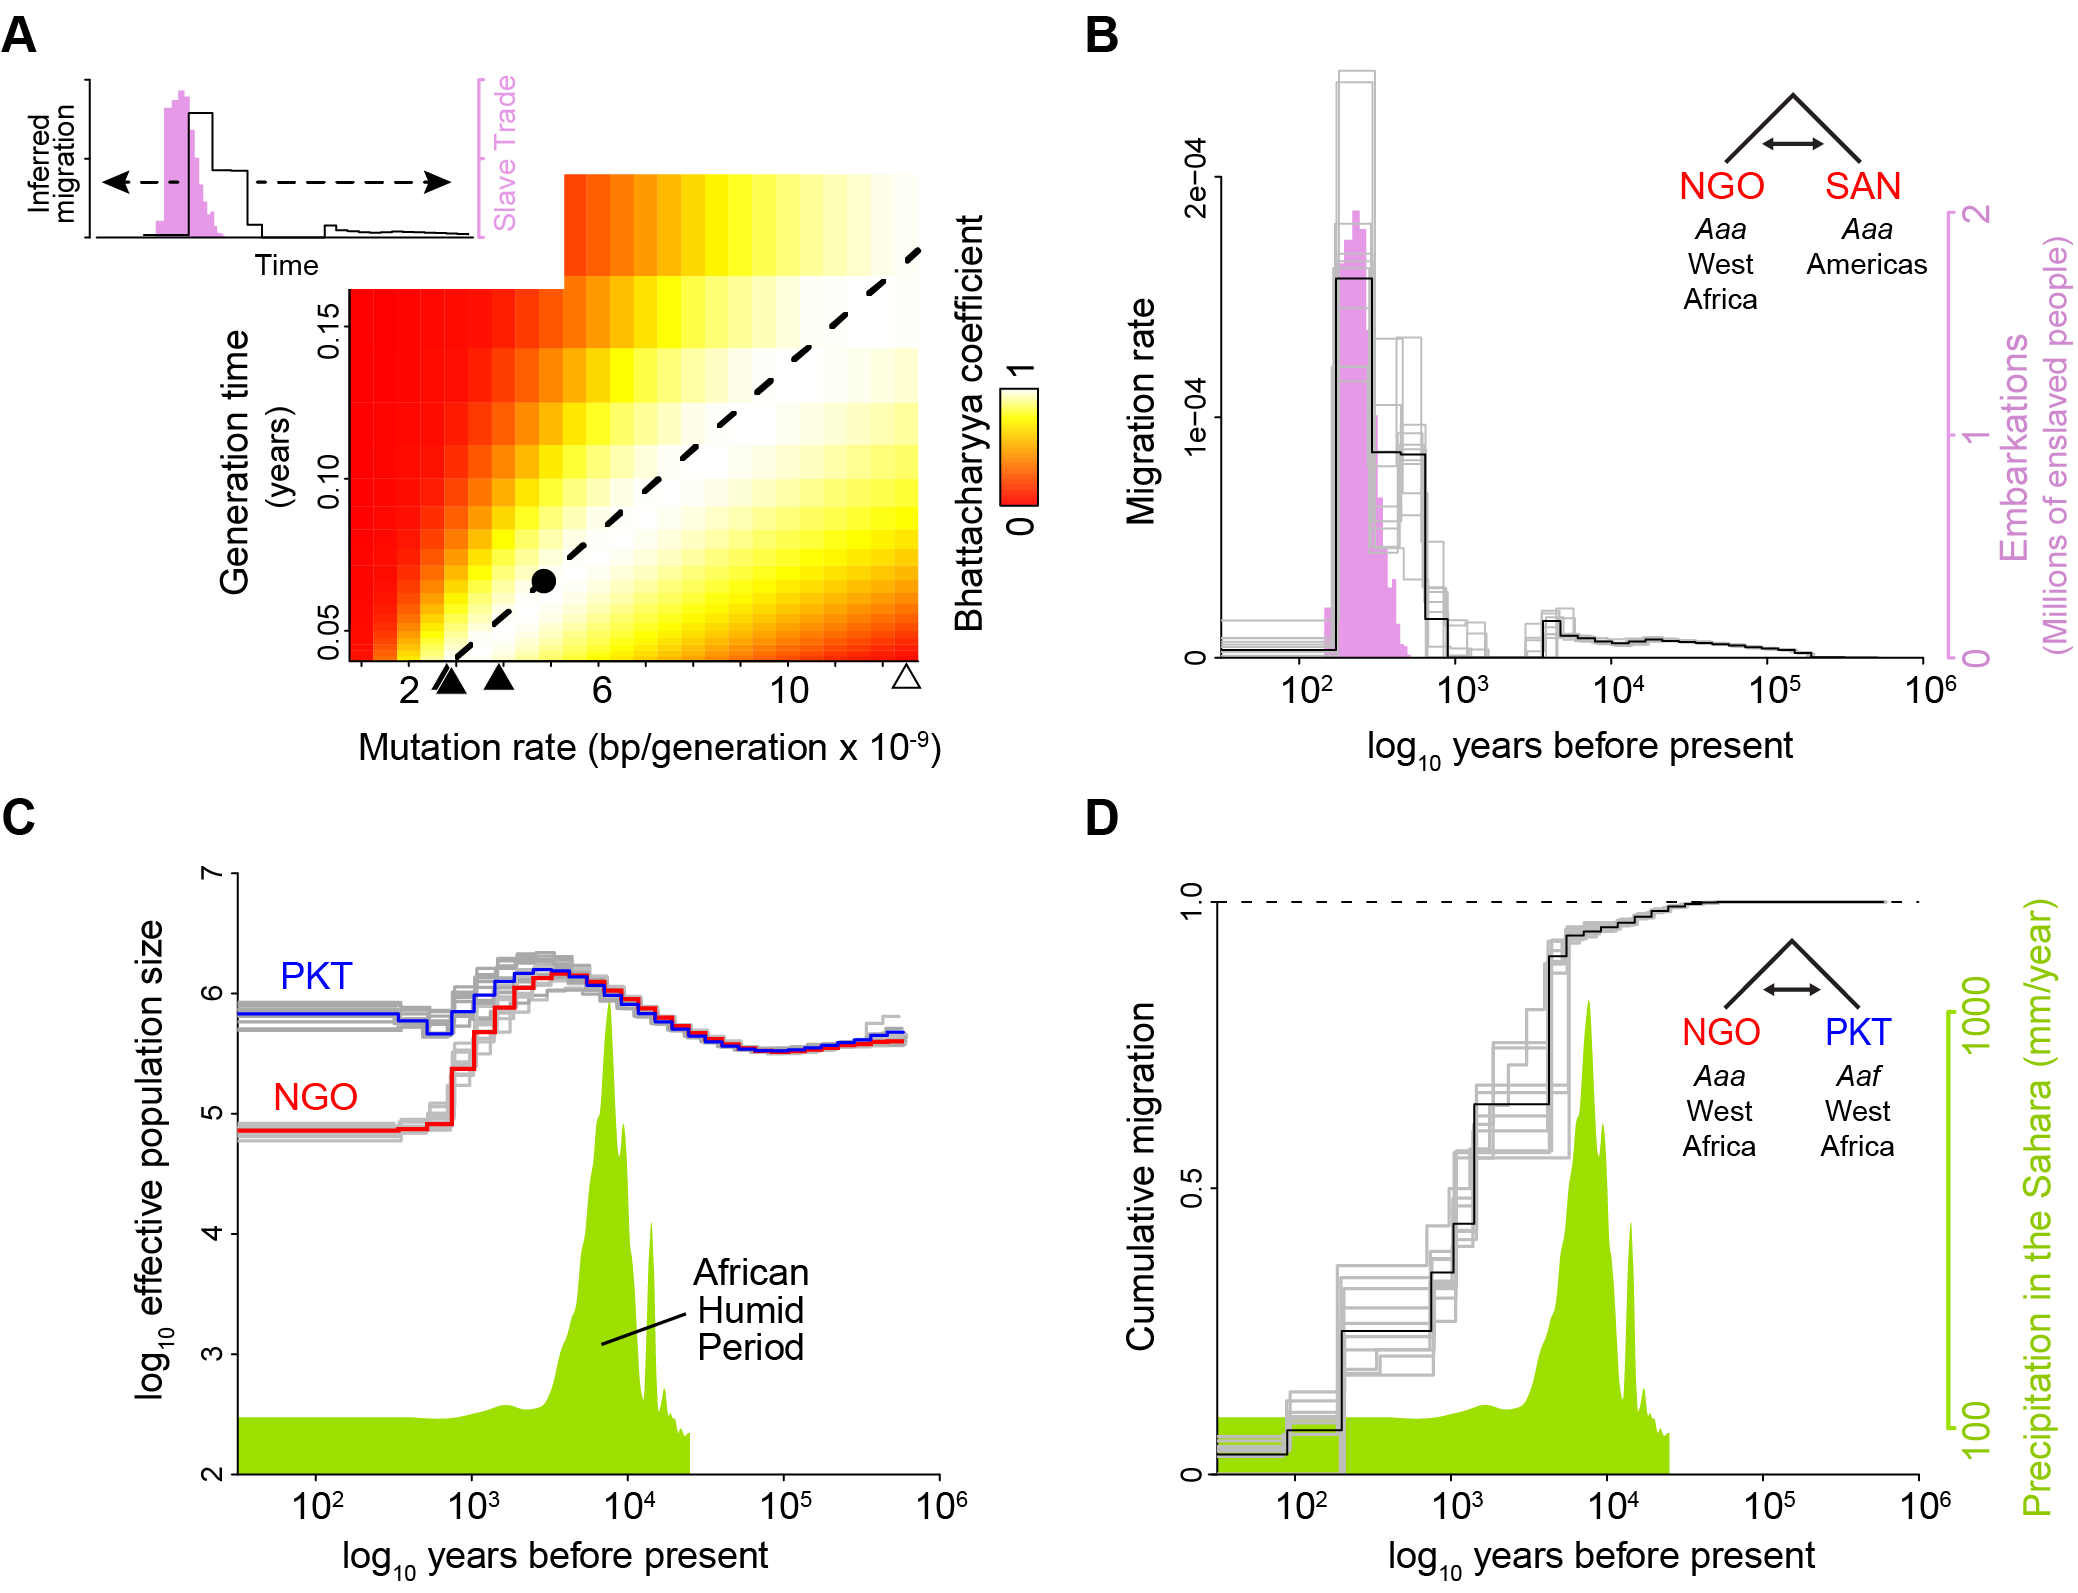 A
Inferred
migration
Slave Trade
Time
Generation time
(years)
0.15
0.10
0.05
2
6
10
Mutation rate (bp/generation x 10⁻⁹)
Bhattacharyya coefficient
1
0
B
Migration rate
2e−04
1e−04
0
10² 10³ 10⁴ 10⁵ 10⁶
log₁₀ years before present
NGO SAN
Aaa Aaa
West Americas
Africa
2
1
0
Embarkations
(Millions of enslaved people)
C
log₁₀ effective population size
7
6
5
4
3
2
PKT
NGO
African
Humid
Period
10² 10³ 10⁴ 10⁵ 10⁶
log₁₀ years before present
D
Cumulative migration
1.0
0.5
0
NGO PKT
Aaa Aaf
West West
Africa Africa
10² 10³ 10⁴ 10⁵ 10⁶
log₁₀ years before present
1000
100
Precipitation in the Sahara (mm/year)